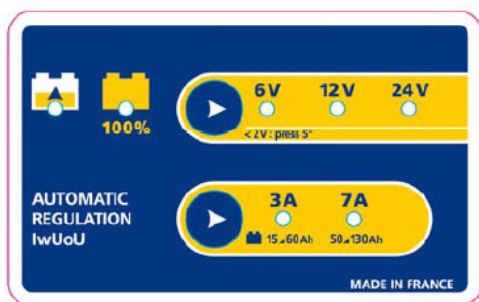 6V 12V 24V
100%
< 2V : press 5"
AUTOMATIC
REGULATION
IwUoU
3A 7A
15⊿60Ah 50⊿130Ah
MADE IN FRANCE